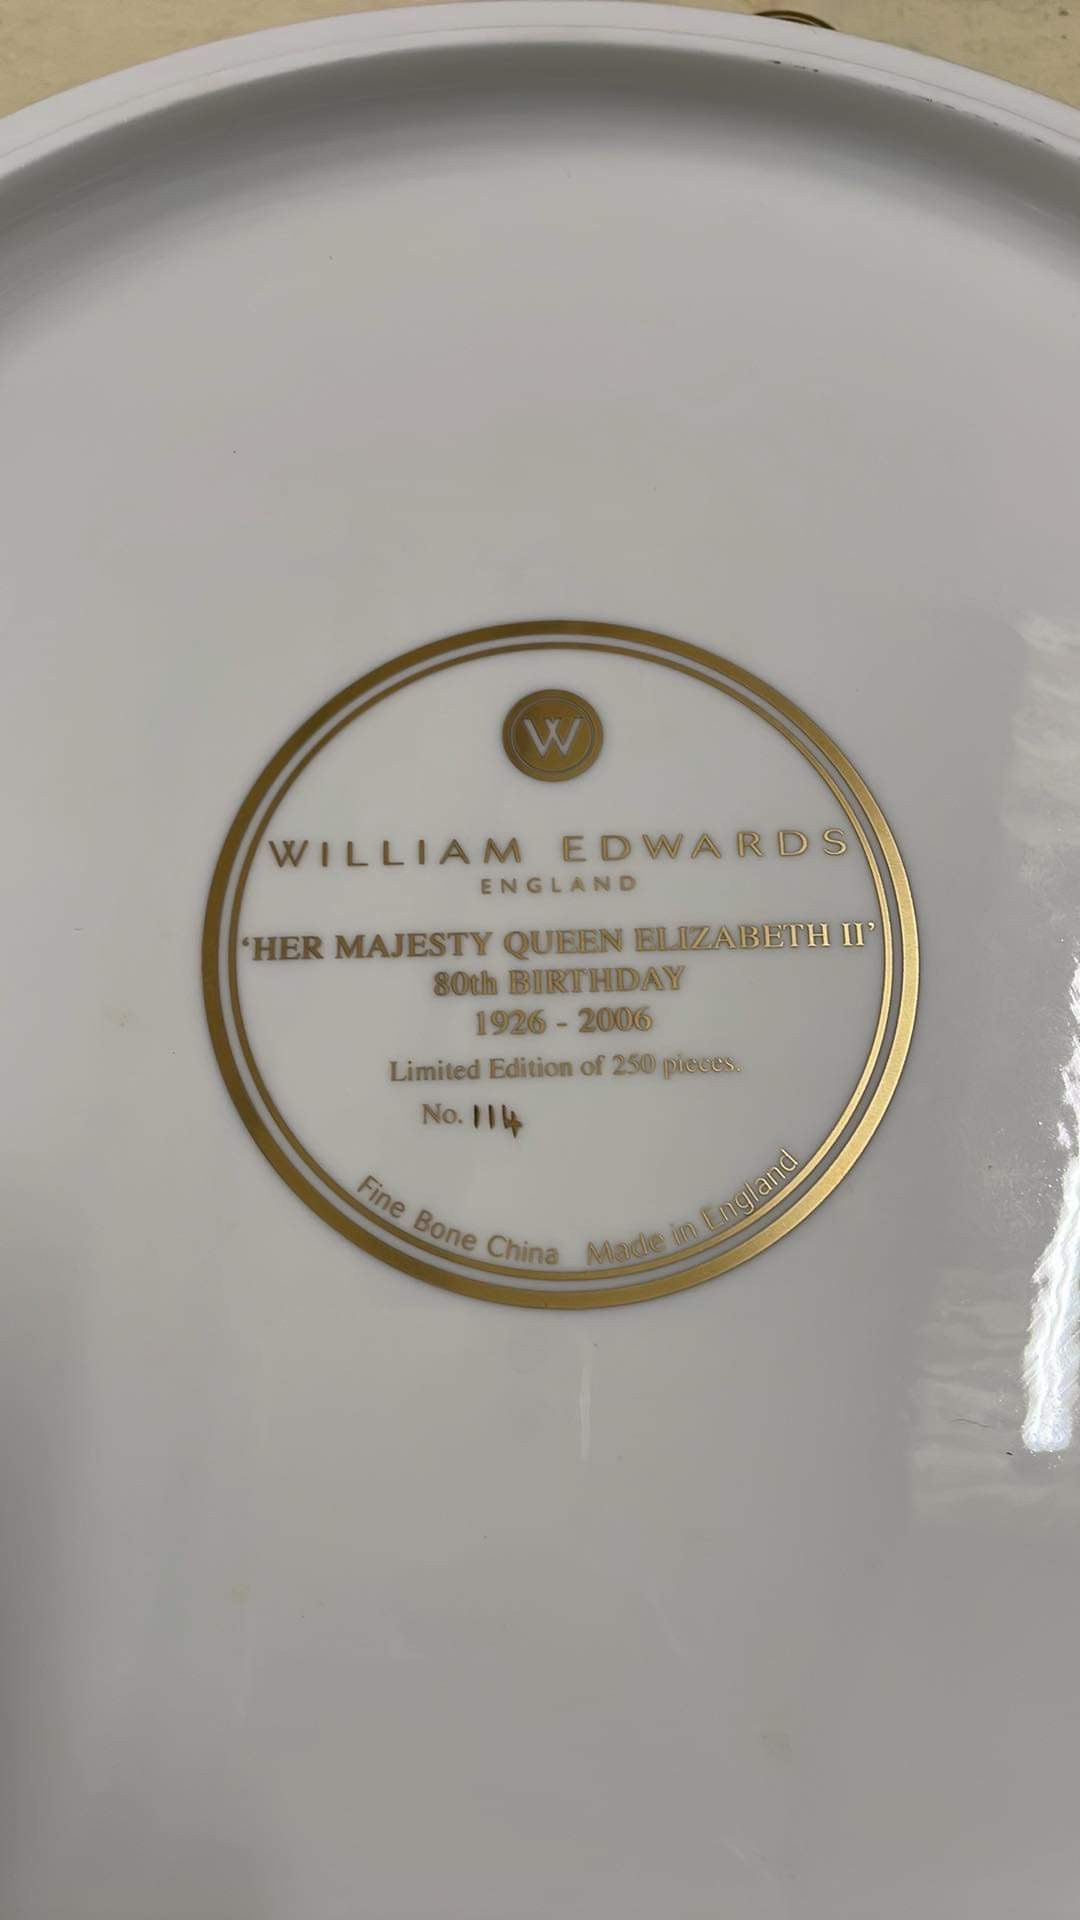 W
WILLIAM EDWARDS
ENGLAND
‘HER MAJESTY QUEEN ELIZABETH II’
80th BIRTHDAY
1926 - 2006
Limited Edition of 250 pieces.
No. 114
Fine Bone China Made in England